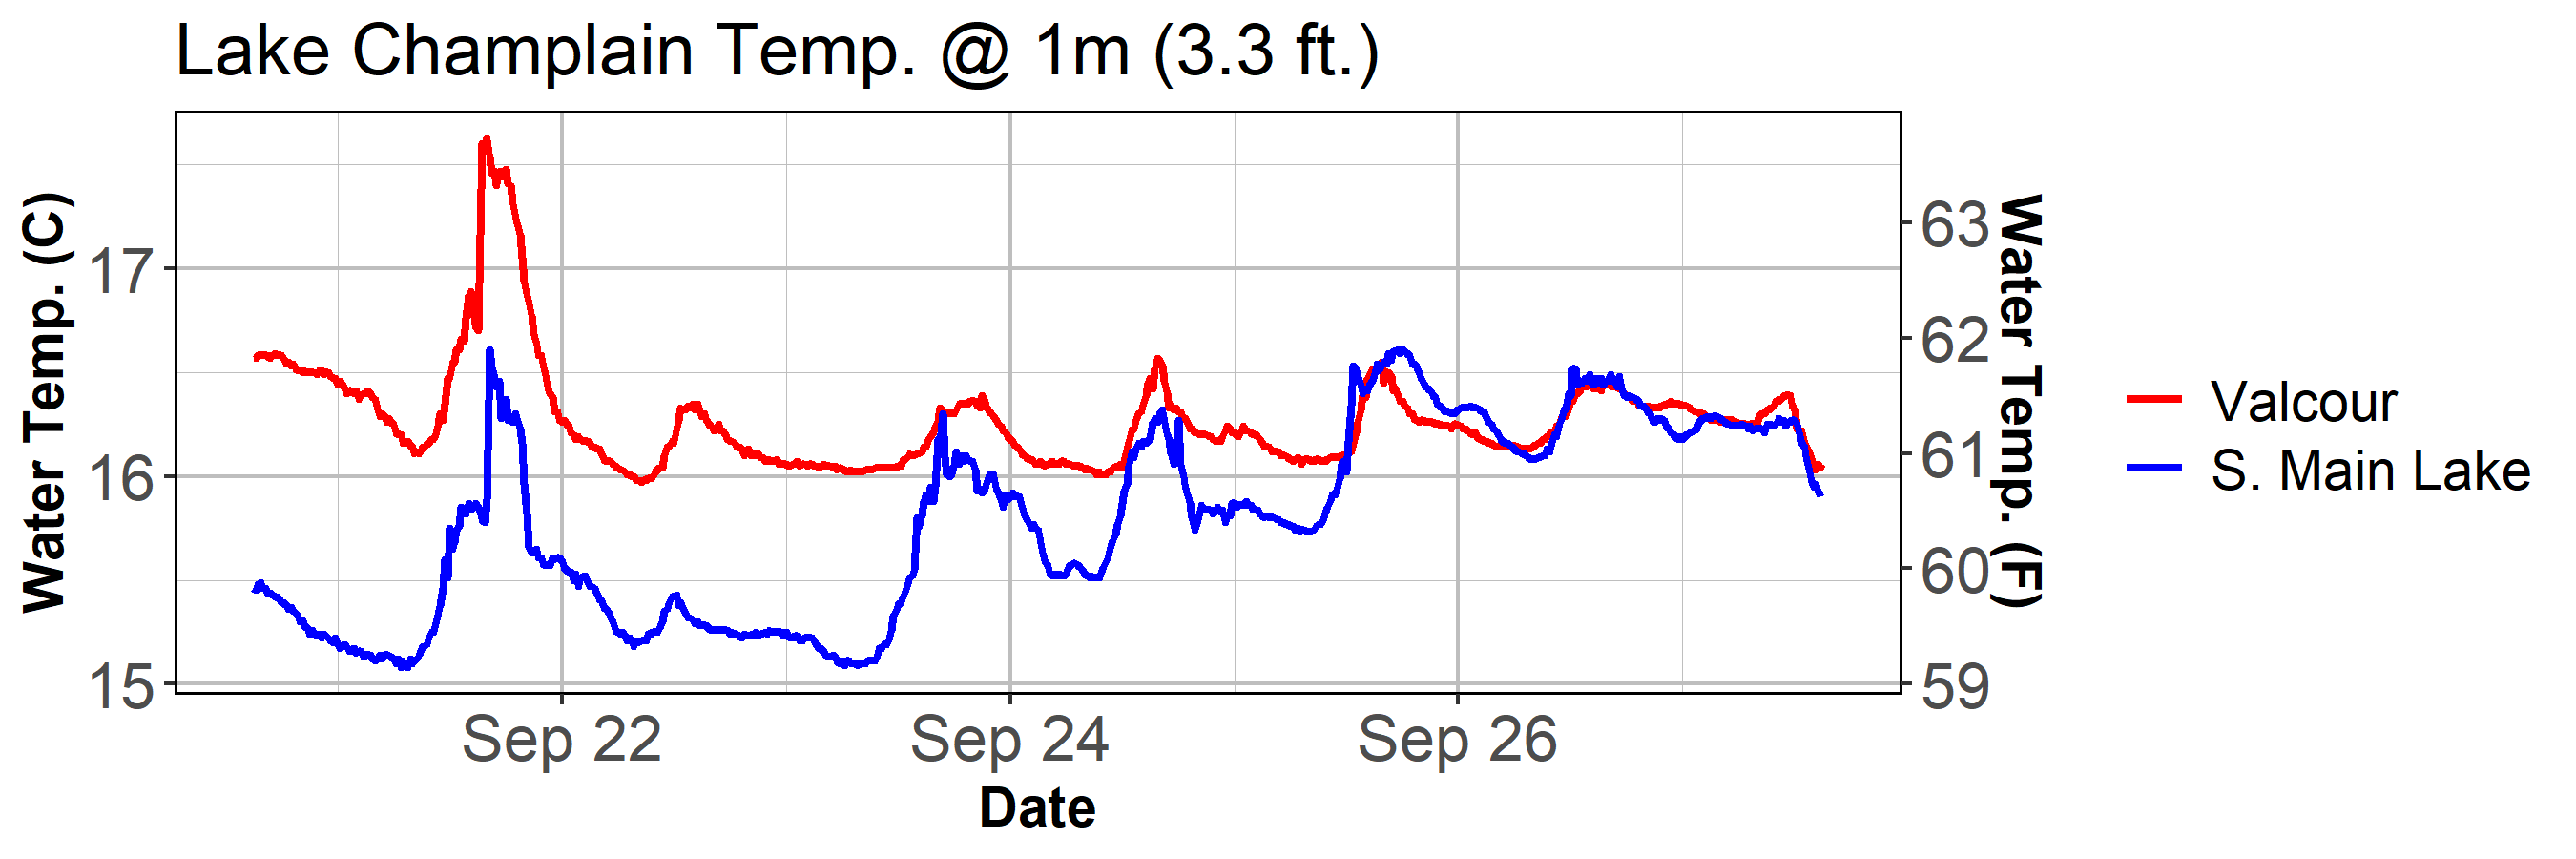 Lake Champlain Temp. @ 1m (3.3 ft.)
Water Temp. (C)
17
16
15
63
62
61
60
59
Water Temp. (F)
Sep 22
Sep 24
Sep 26
Date
Valcour
S. Main Lake